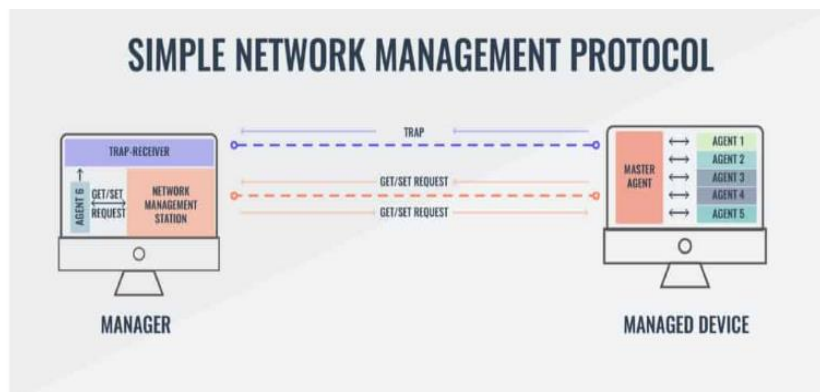 SIMPLE NETWORK MANAGEMENT PROTOCOL
TRAP
TRAP-RECEIVER
AGENT 6
GET/SET
REQUEST
NETWORK
MANAGEMENT
STATION
GET/SET REQUEST
GET/SET REQUEST
MASTER
AGENT
AGENT 1
AGENT 2
AGENT 3
AGENT 4
AGENT 5
MANAGER
MANAGED DEVICE